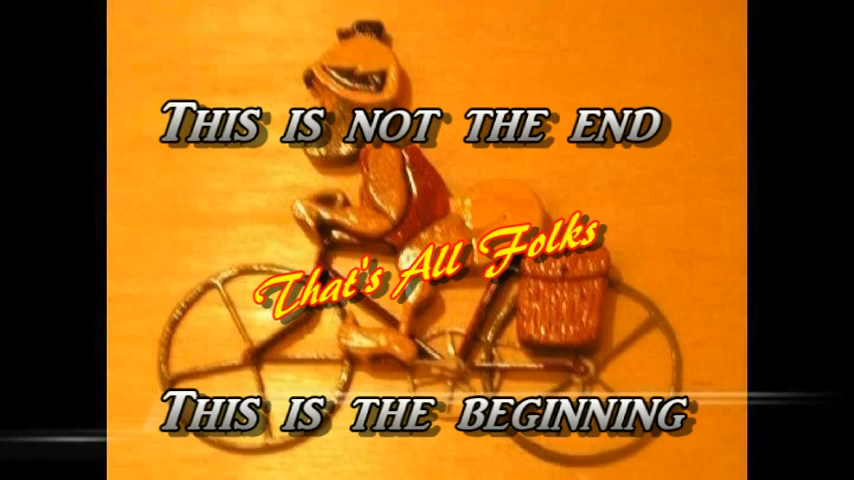 This is not the end
That's All Folks
This is the beginning